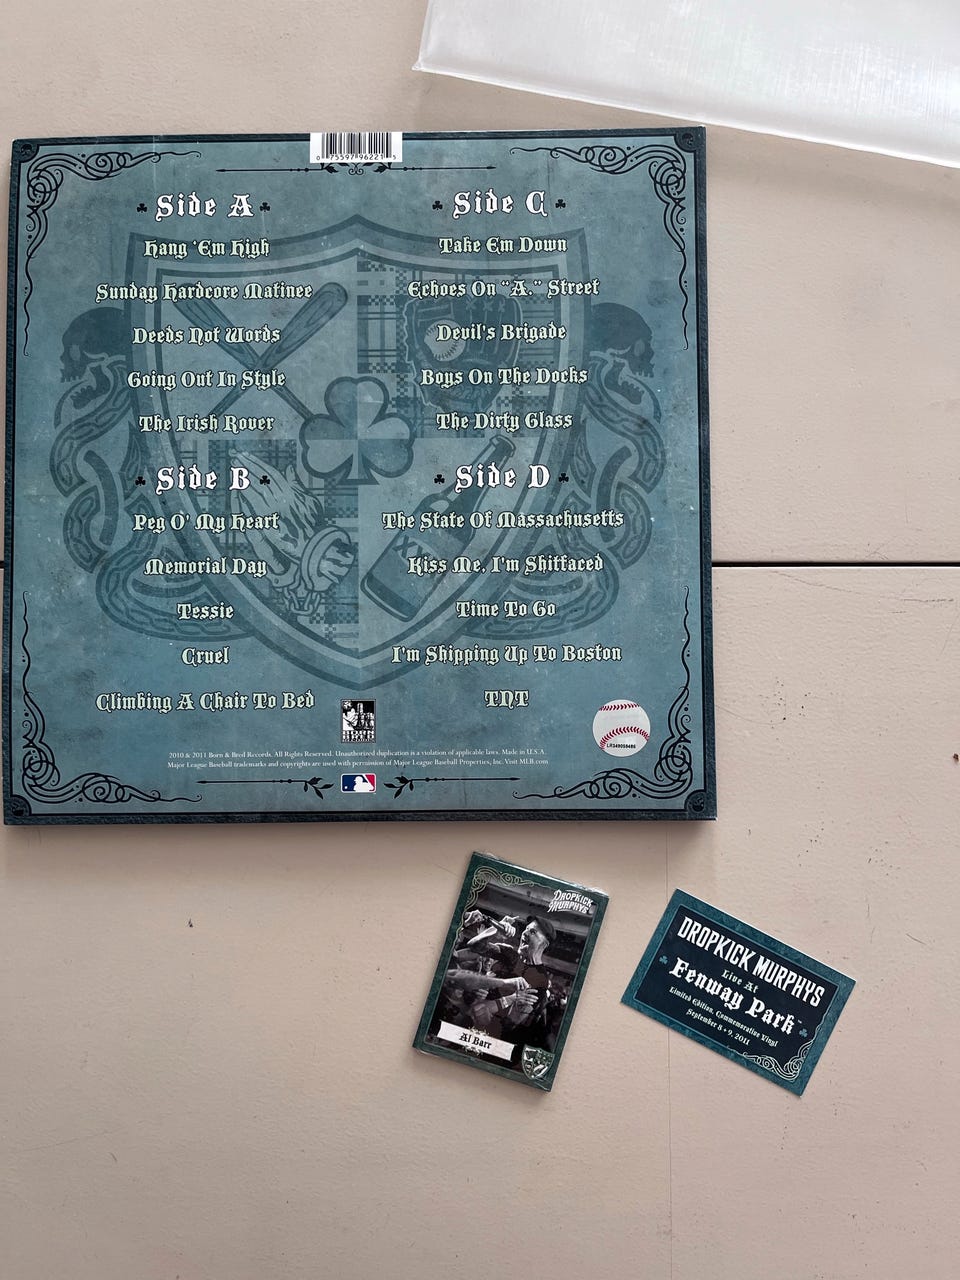 0 75597 96221 5
Side A
Hang 'Em High
Sunday Hardcore Matinee
Deeds Not Words
Going Out In Style
The Irish Rover
Side B
Peg O' My Heart
Memorial Day
Tessie
Cruel
Climbing A Chair To Bed
Side C
Take Em Down
Echoes On "A." Street
Devil's Brigade
Boys On The Docks
The Dirty Glass
Side D
The State Of Massachusetts
Kiss Me, I'm Shitfaced
Time To Go
I'm Shipping Up To Boston
TNT
2010 & 2011 Born & Bred Records. All Rights Reserved. Unauthorized duplication is a violation of applicable laws. Made in U.S.A.
Major League Baseball trademarks and copyrights are used with permission of Major League Baseball Properties, Inc. Visit MLB.com
DROPKICK
MURPHYS
Al Barr
DROPKICK MURPHYS
Live At
Fenway Park™
Limited Edition, Commemorative Vinyl
September 8 + 9, 2011